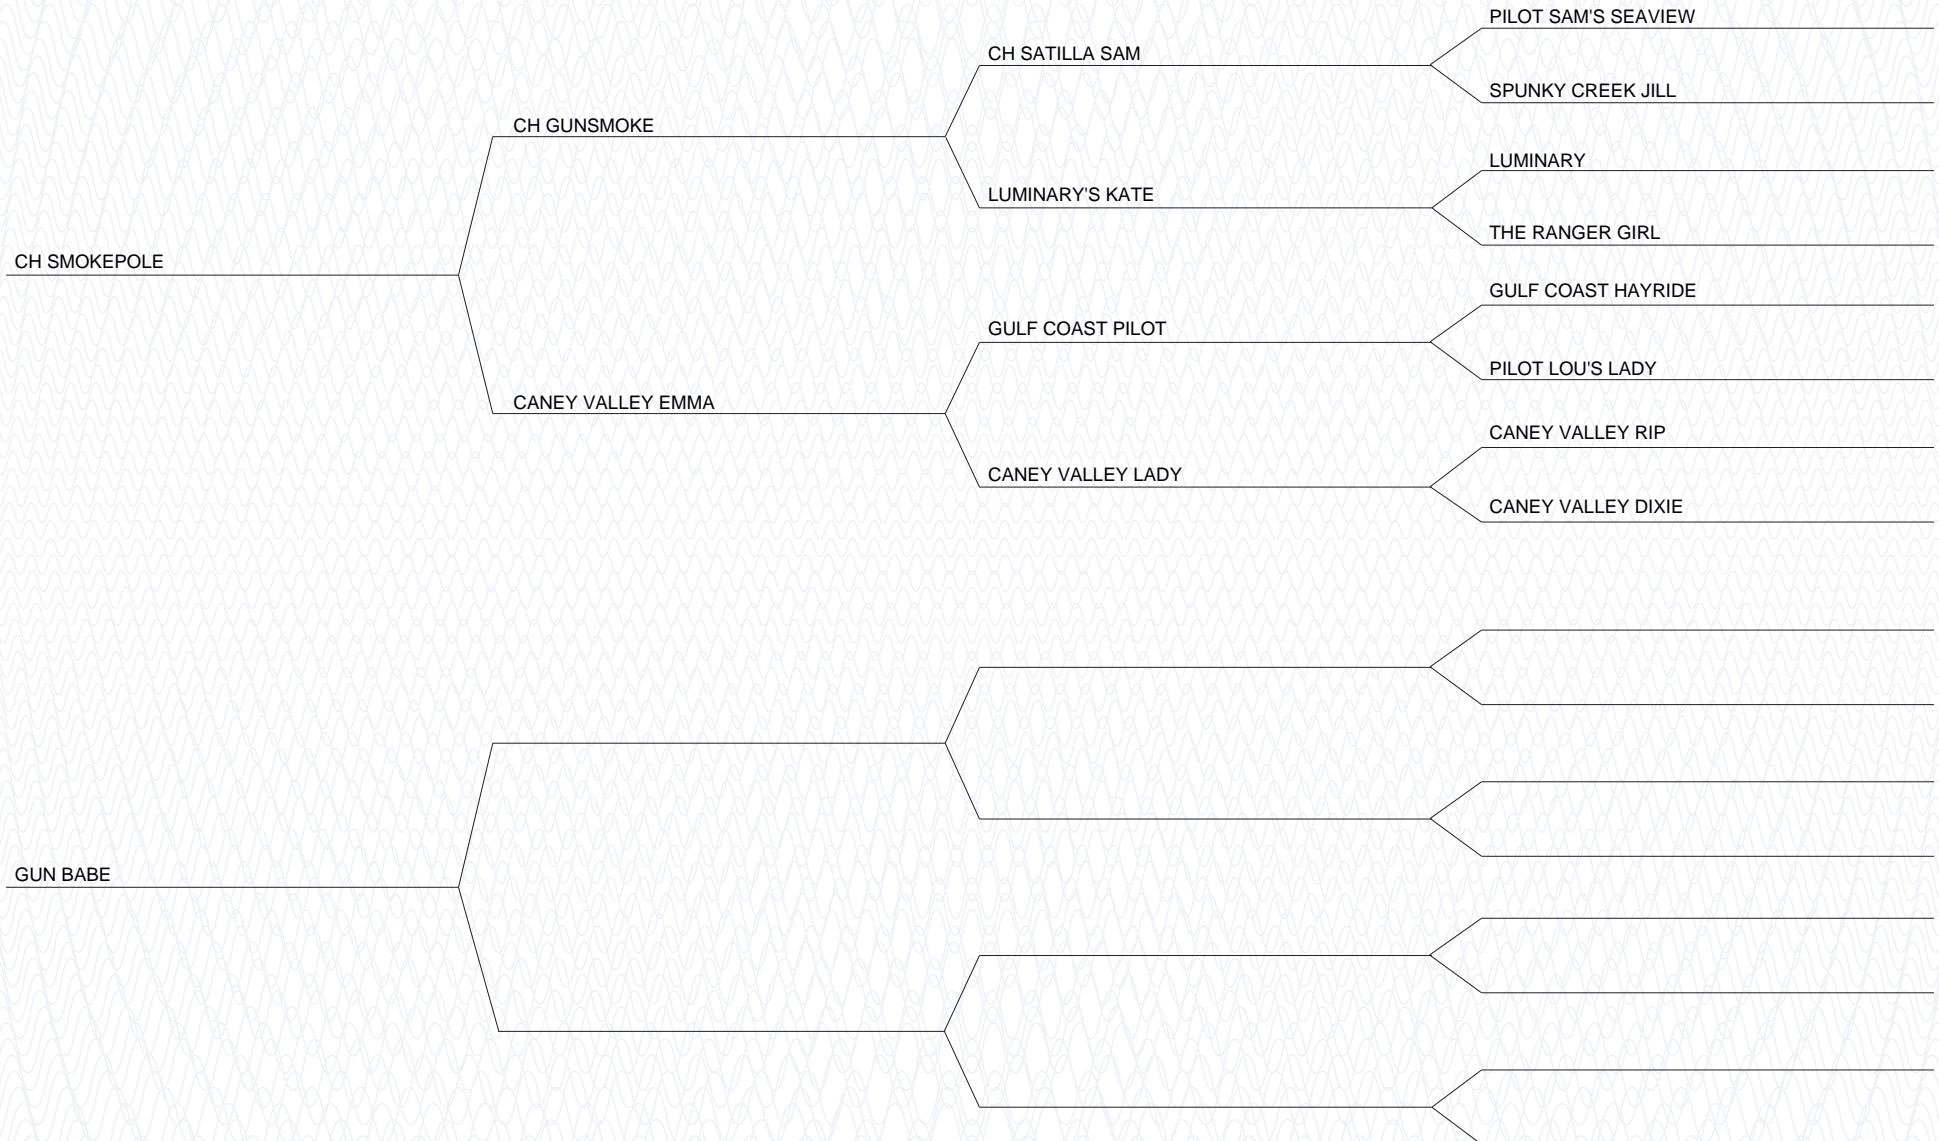 PILOT SAM'S SEAVIEW
CH SATILLA SAM
SPUNKY CREEK JILL
CH GUNSMOKE
LUMINARY
LUMINARY'S KATE
THE RANGER GIRL
CH SMOKEPOLE
GULF COAST HAYRIDE
GULF COAST PILOT
PILOT LOU'S LADY
CANEY VALLEY EMMA
CANEY VALLEY RIP
CANEY VALLEY LADY
CANEY VALLEY DIXIE
GUN BABE